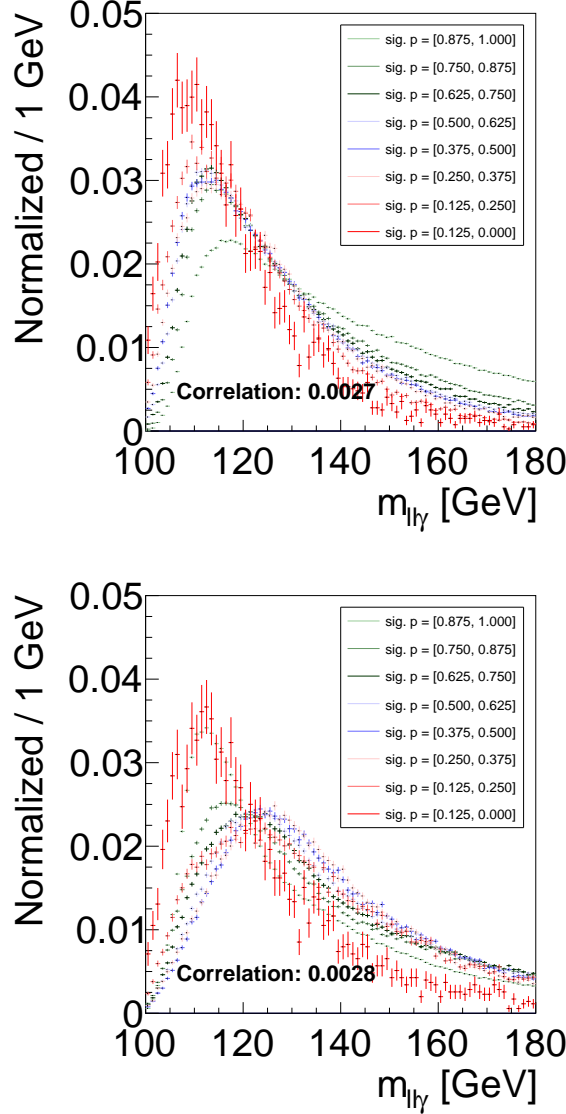 Normalized / 1 GeV
0.05
0.04
0.03
0.02
0.01
0
sig. p = [0.875, 1.000]
sig. p = [0.750, 0.875]
sig. p = [0.625, 0.750]
sig. p = [0.500, 0.625]
sig. p = [0.375, 0.500]
sig. p = [0.250, 0.375]
sig. p = [0.125, 0.250]
sig. p = [0.125, 0.000]
Correlation: 0.0027
100 120 140 160 180
m_{llγ} [GeV]
Normalized / 1 GeV
0.05
0.04
0.03
0.02
0.01
0
sig. p = [0.875, 1.000]
sig. p = [0.750, 0.875]
sig. p = [0.625, 0.750]
sig. p = [0.500, 0.625]
sig. p = [0.375, 0.500]
sig. p = [0.250, 0.375]
sig. p = [0.125, 0.250]
sig. p = [0.125, 0.000]
Correlation: 0.0028
100 120 140 160 180
m_{llγ} [GeV]